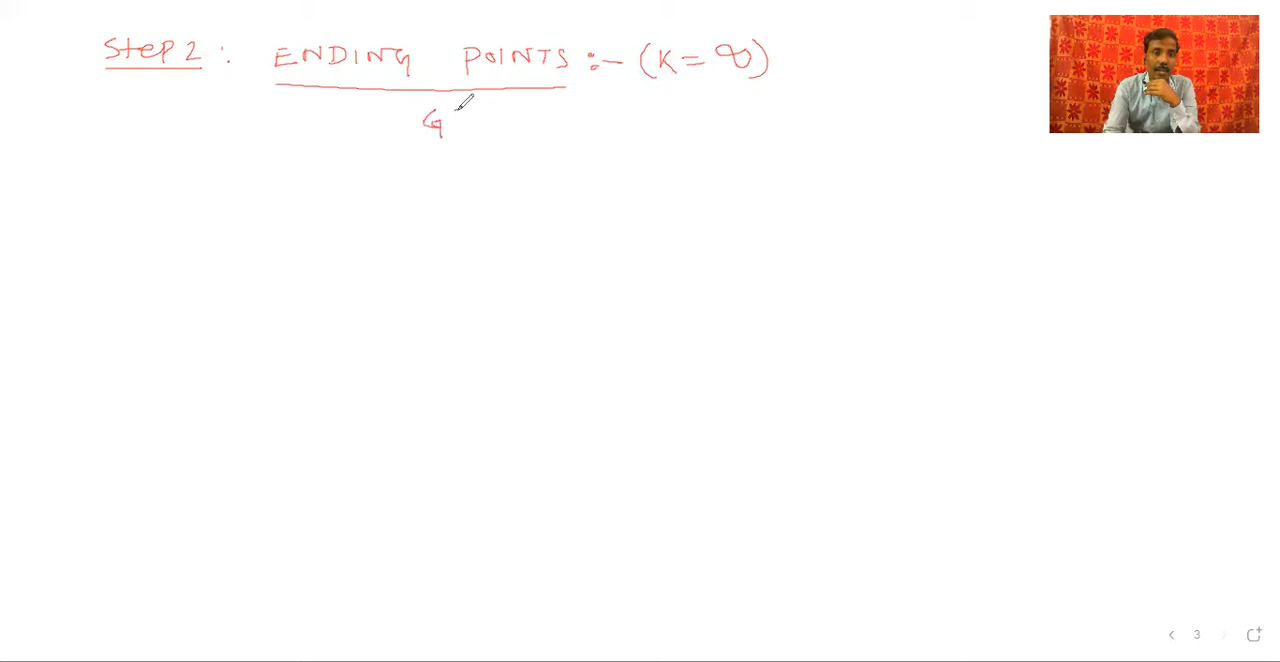 Step 2 : ENDING POINTS :- (K = ∞)
G
3